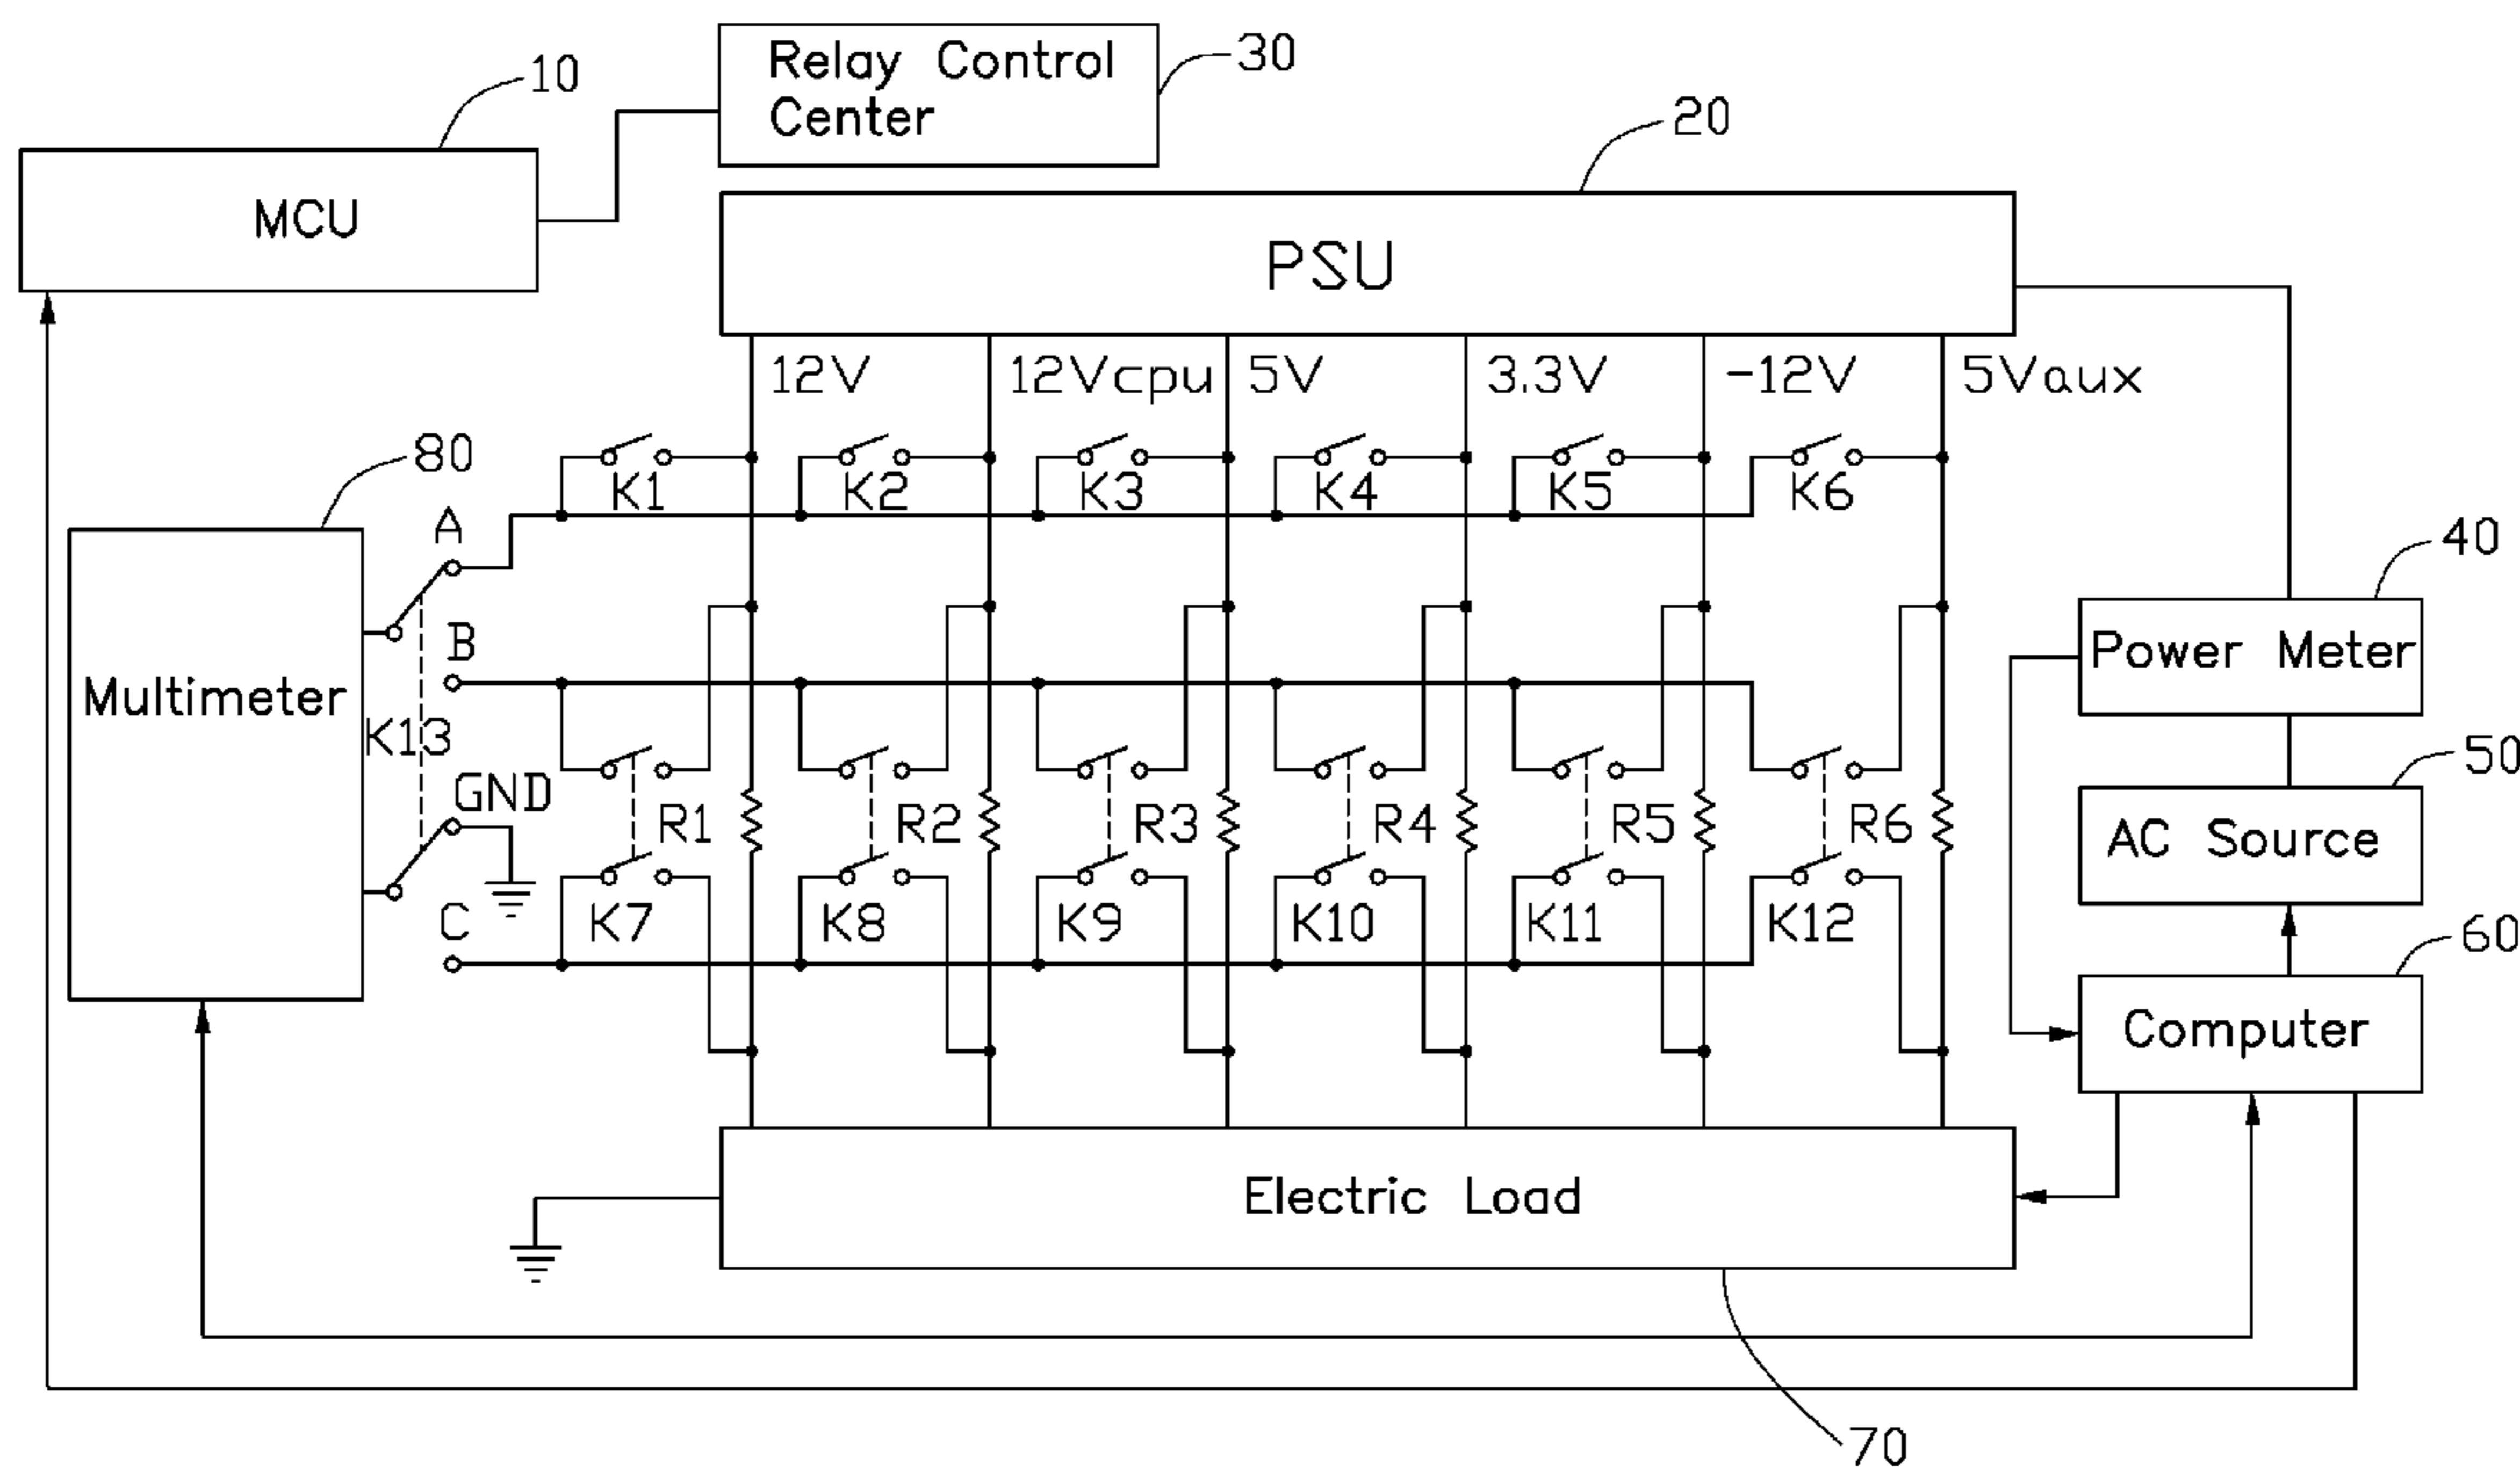 Relay Control
Center
30
10
20
MCU
PSU
12V
12Vcpu
5V
3.3V
-12V
5Vaux
80
K1
K2
K3
K4
K5
K6
A
40
B
Power Meter
Multimeter
K13
50
GND
R1
R2
R3
R4
R5
R6
AC Source
C
K7
K8
K9
K10
K11
K12
60
Computer
Electric Load
70